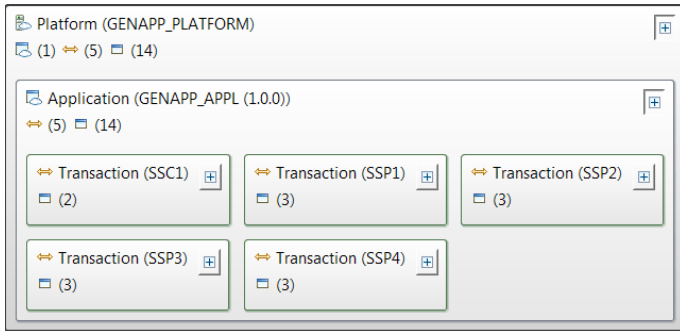 Platform (GENAPP_PLATFORM)
(1) (5) (14)
Application (GENAPP_APPL (1.0.0))
(5) (14)
Transaction (SSC1)
(2)
Transaction (SSP1)
(3)
Transaction (SSP2)
(3)
Transaction (SSP3)
(3)
Transaction (SSP4)
(3)